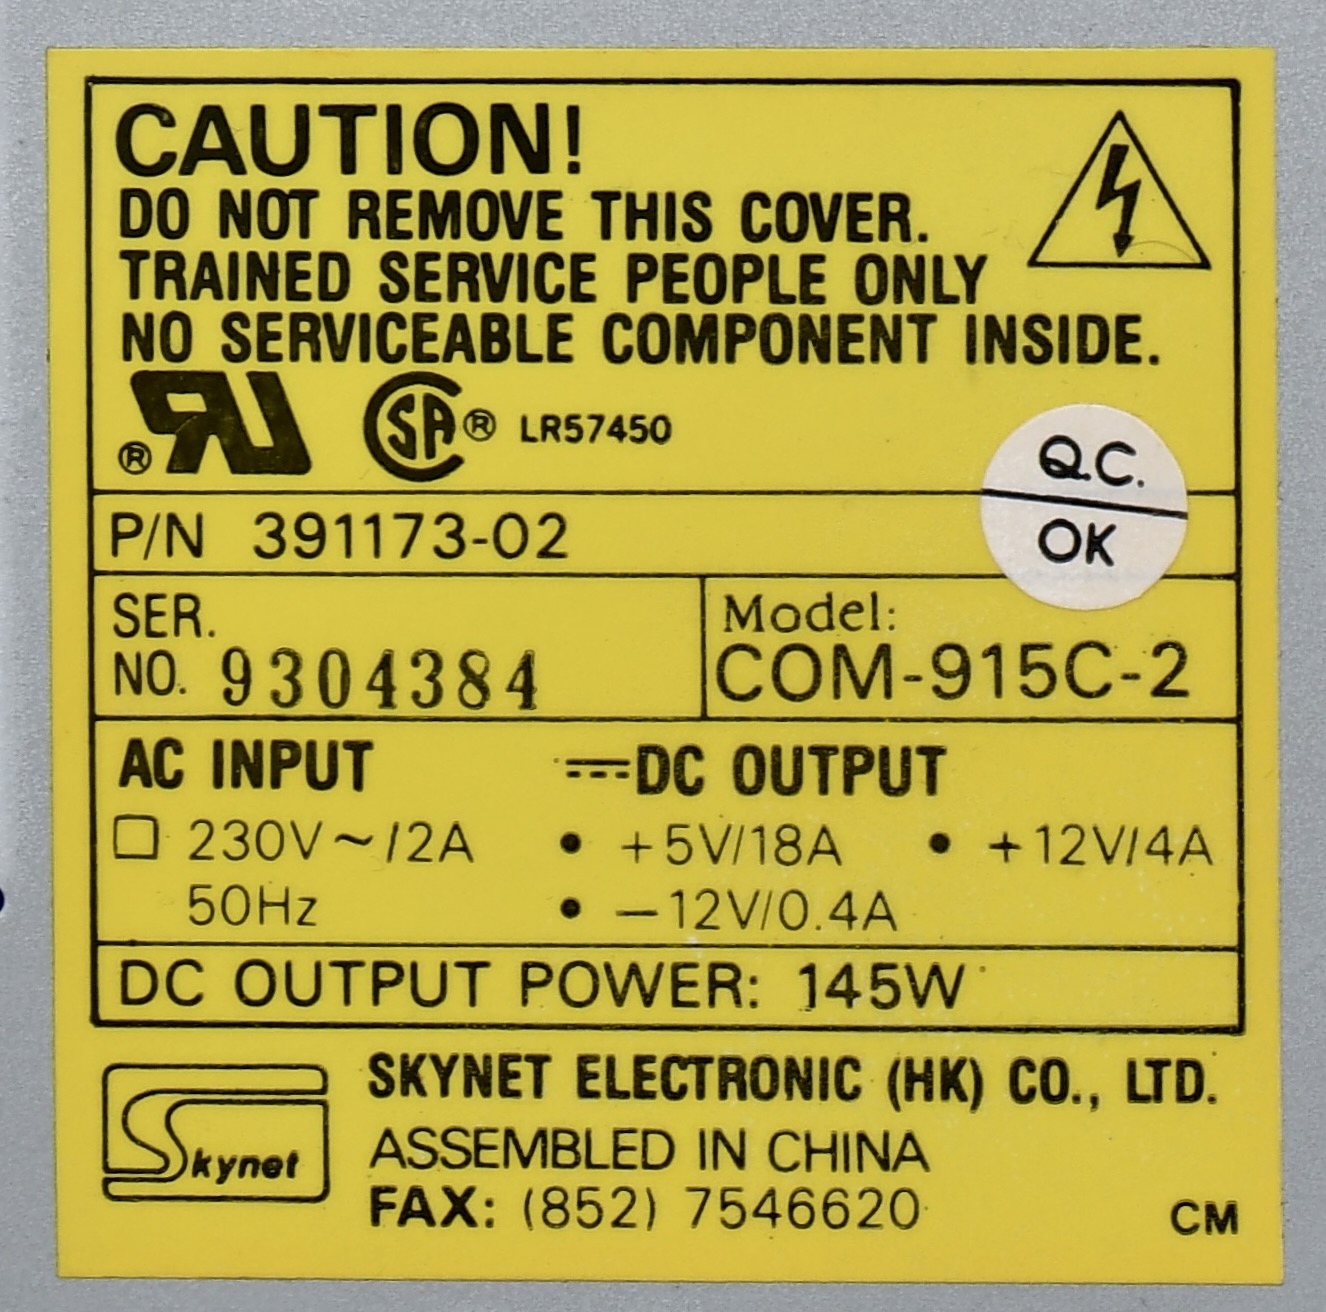 CAUTION!
DO NOT REMOVE THIS COVER.
TRAINED SERVICE PEOPLE ONLY
NO SERVICEABLE COMPONENT INSIDE.
® RU SA® LR57450
Q.C.
OK
P/N 391173-02
SER.
NO. 9304384
Model:
COM-915C-2
AC INPUT ⎓DC OUTPUT
□ 230V~/2A • +5V/18A • +12V/4A
50Hz • −12V/0.4A
DC OUTPUT POWER: 145W
Skynet
SKYNET ELECTRONIC (HK) CO., LTD.
ASSEMBLED IN CHINA
FAX: (852) 7546620
CM